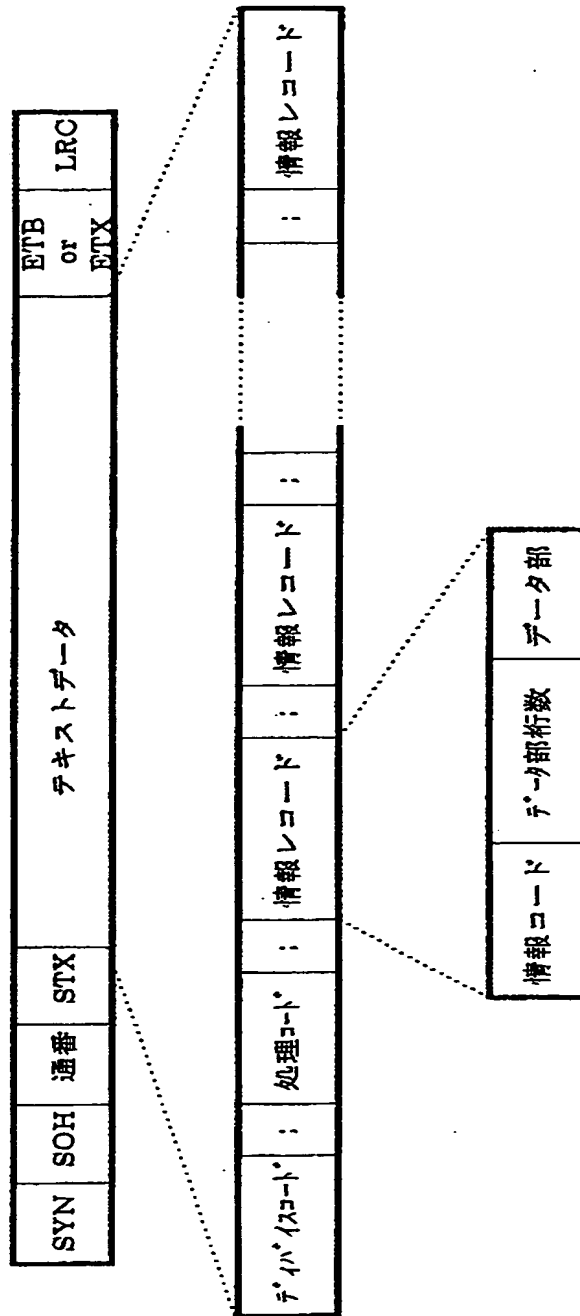 SYN SOH 通番 STX テキストデータ ETB or ETX LRC
ディバイスコード ; 処理コード ; 情報レコード ; 情報レコード ; ; 情報レコード
情報コード データ部桁数 データ部